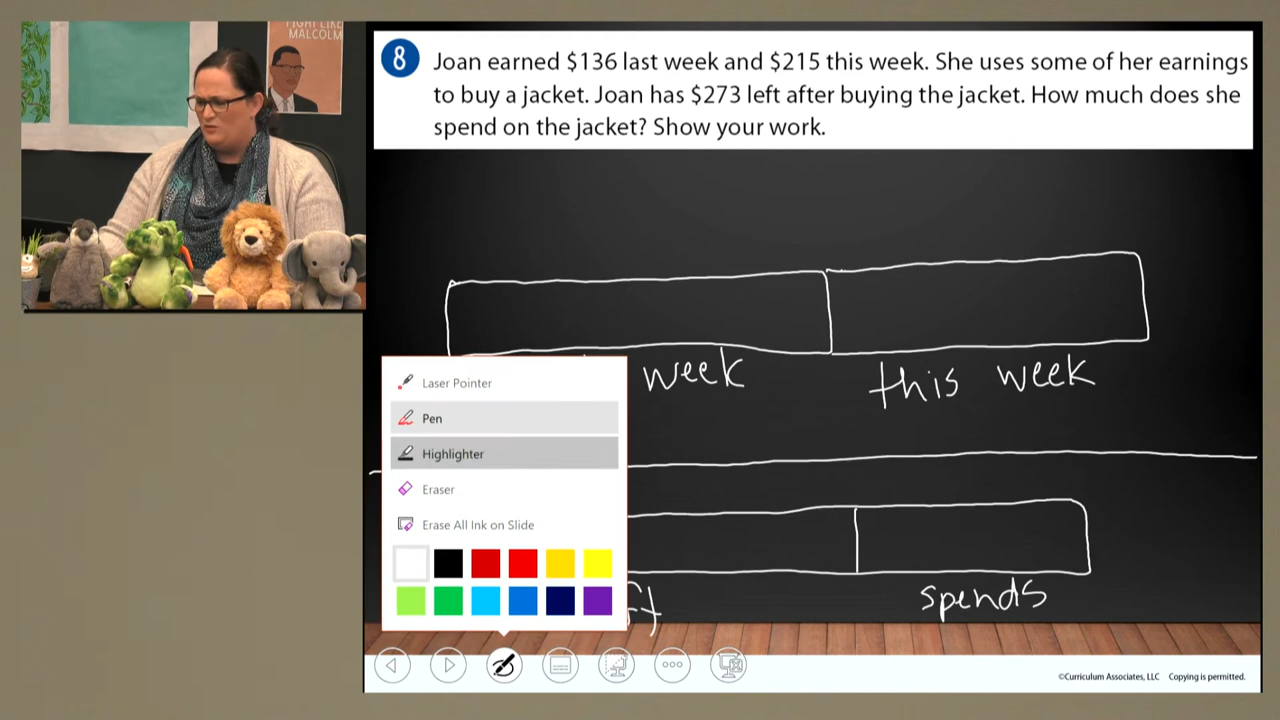 FIGHT LIKE
MALCOLM
8 Joan earned $136 last week and $215 this week. She uses some of her earnings
to buy a jacket. Joan has $273 left after buying the jacket. How much does she
spend on the jacket? Show your work.
week
this week
Laser Pointer
Pen
Highlighter
Eraser
Erase All Ink on Slide
spends
©Curriculum Associates, LLC Copying is permitted.